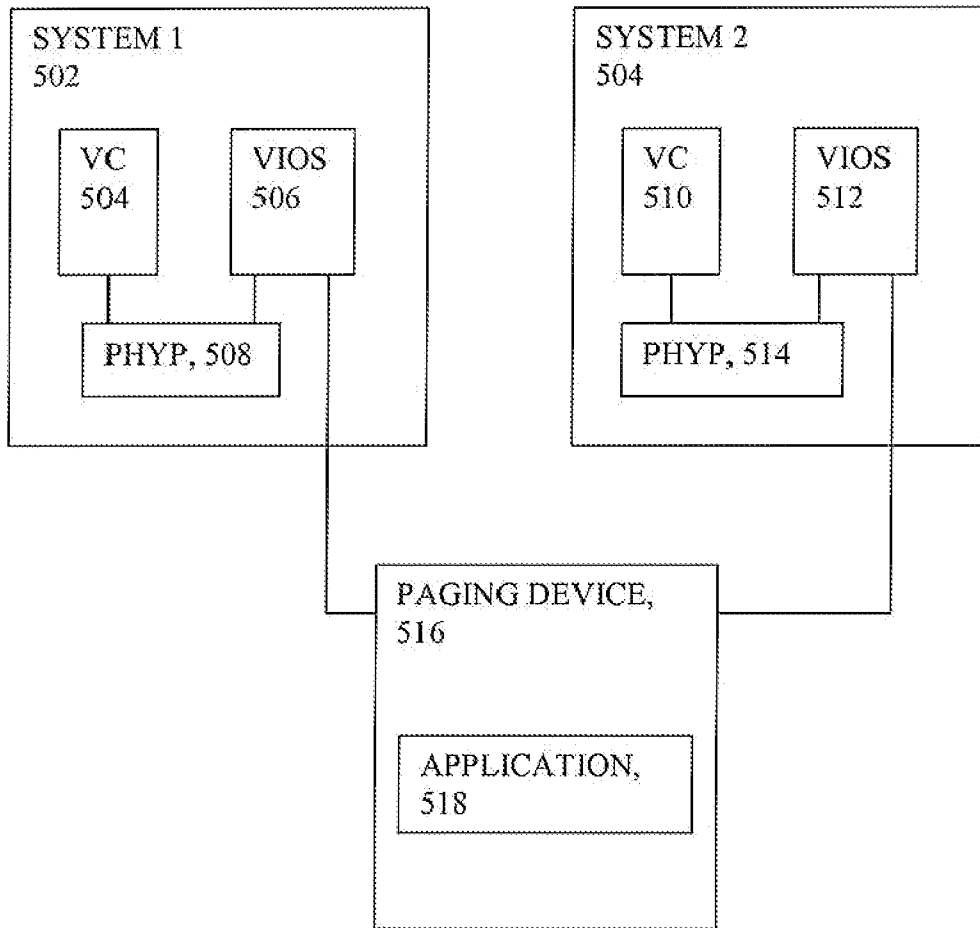 SYSTEM 1
502
VC
504
VIOS
506
PHYP, 508
SYSTEM 2
504
VC
510
VIOS
512
PHYP, 514
PAGING DEVICE,
516
APPLICATION,
518